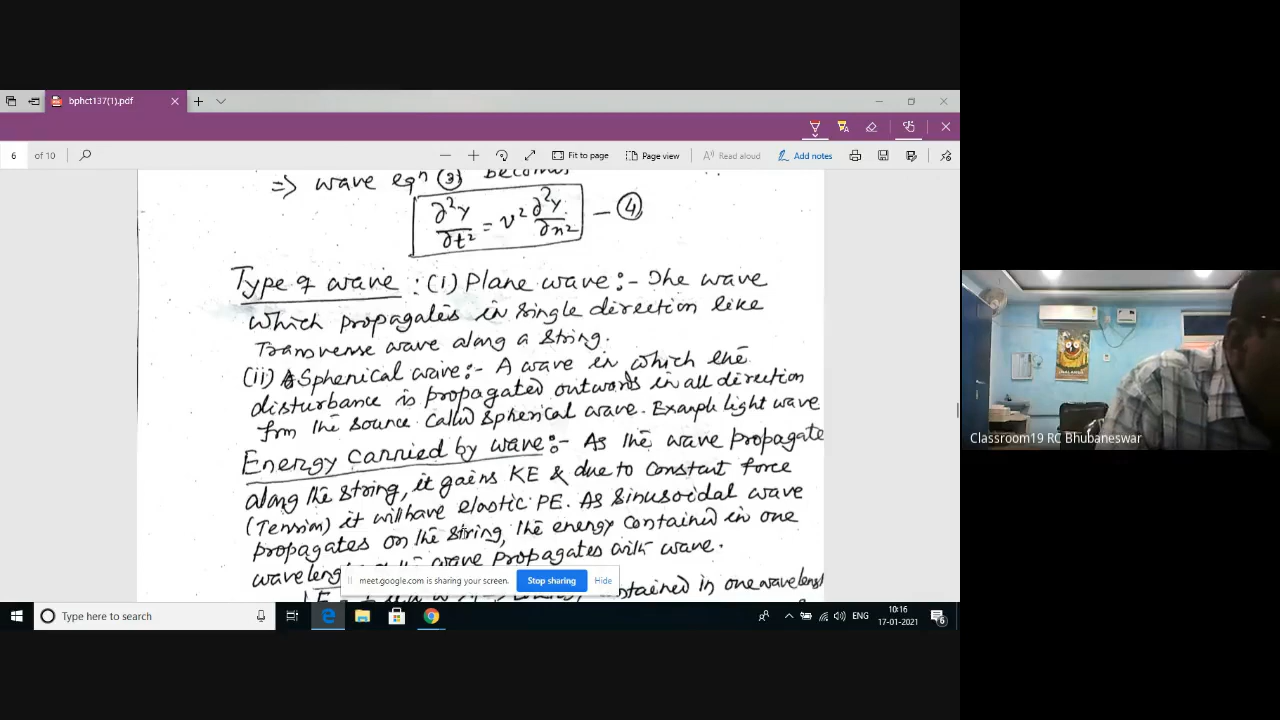 bphct137(1).pdf
6 of 10
Fit to page
Page view
Read aloud
Add notes
⇒ wave eqn (3) becomes
∂²y/∂t² = v² ∂²y/∂x² — (4)
Type of wave : (i) Plane wave :- The wave
which propagates in single direction like
Transverse wave along a string.
(ii) Spherical wave :- A wave in which the
disturbance is propagated outwords in all direction
from the source. Called spherical wave. Example light wave
Energy carried by wave :- As the wave propagate
along the string, it gains KE & due to constant force
(Tension) it will have elastic PE. As sinusoidal wave
propagates on the string, the energy contained in one
wavelength wave propagates with wave.
contained in one wavelength
meet.google.com is sharing your screen.
Stop sharing
Hide
Classroom19 RC Bhubaneswar
Type here to search
ENG
10:16
17-01-2021
6